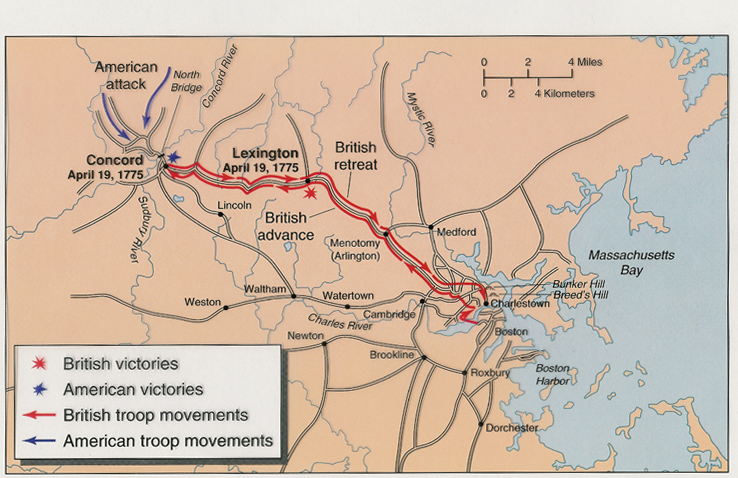 American
attack
North
Bridge
Concord River
Mystic River
0 2 4 Miles
0 2 4 Kilometers
Concord
April 19, 1775
Lexington
April 19, 1775
British
retreat
Sudbury
River
Lincoln
British
advance
Menotomy
(Arlington)
Medford
Massachusetts
Bay
Weston
Waltham
Watertown
Charles River
Cambridge
Bunker Hill
Breed's Hill
Charlestown
Boston
Newton
Brookline
Roxbury
Boston
Harbor
Dorchester
British victories
American victories
British troop movements
American troop movements